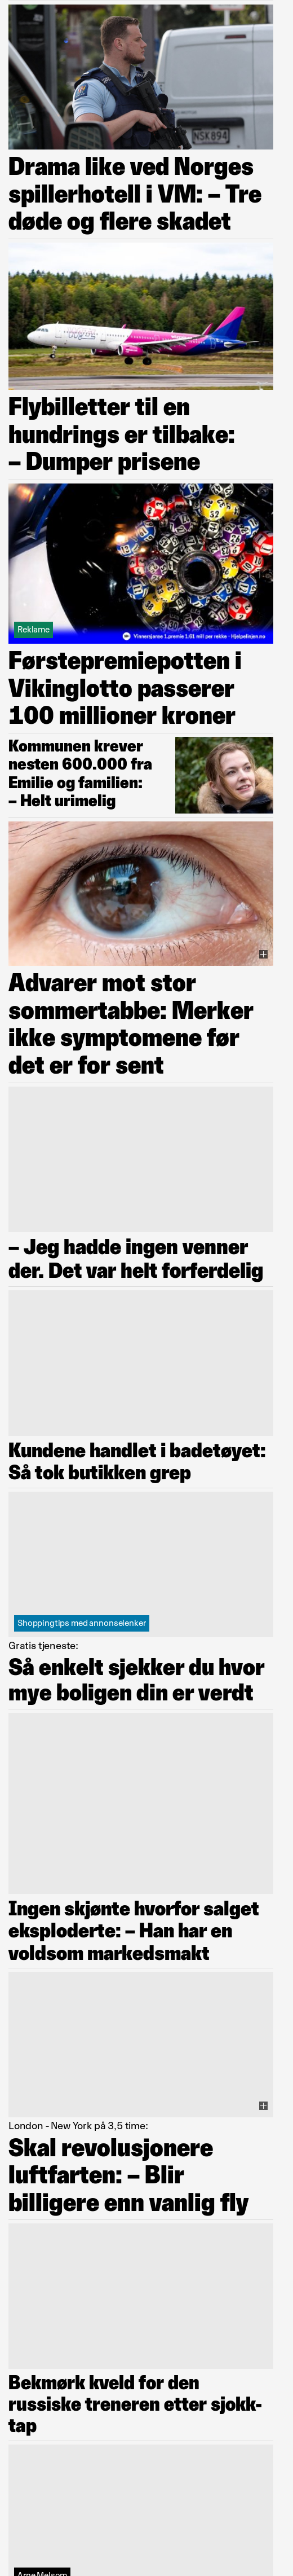 NSK894
Drama like ved Norges
spillerhotell i VM: – Tre
døde og flere skadet
Flybilletter til en
hundrings er tilbake:
– Dumper prisene
Reklame
Vinnersjanse 1.premie 1:61 mill per rekke - Hjelpelinjen.no
Førstepremiepotten i
Vikinglotto passerer
100 millioner kroner
Kommunen krever
nesten 600.000 fra
Emilie og familien:
– Helt urimelig
Advarer mot stor
sommertabbe: Merker
ikke symptomene før
det er for sent
– Jeg hadde ingen venner
der. Det var helt forferdelig
Kundene handlet i badetøyet:
Så tok butikken grep
Shoppingtips med annonselenker
Gratis tjeneste:
Så enkelt sjekker du hvor
mye boligen din er verdt
Ingen skjønte hvorfor salget
eksploderte: – Han har en
voldsom markedsmakt
London - New York på 3,5 time:
Skal revolusjonere
luftfarten: – Blir
billigere enn vanlig fly
Bekmørk kveld for den
russiske treneren etter sjokk-
tap
Arne Melsom